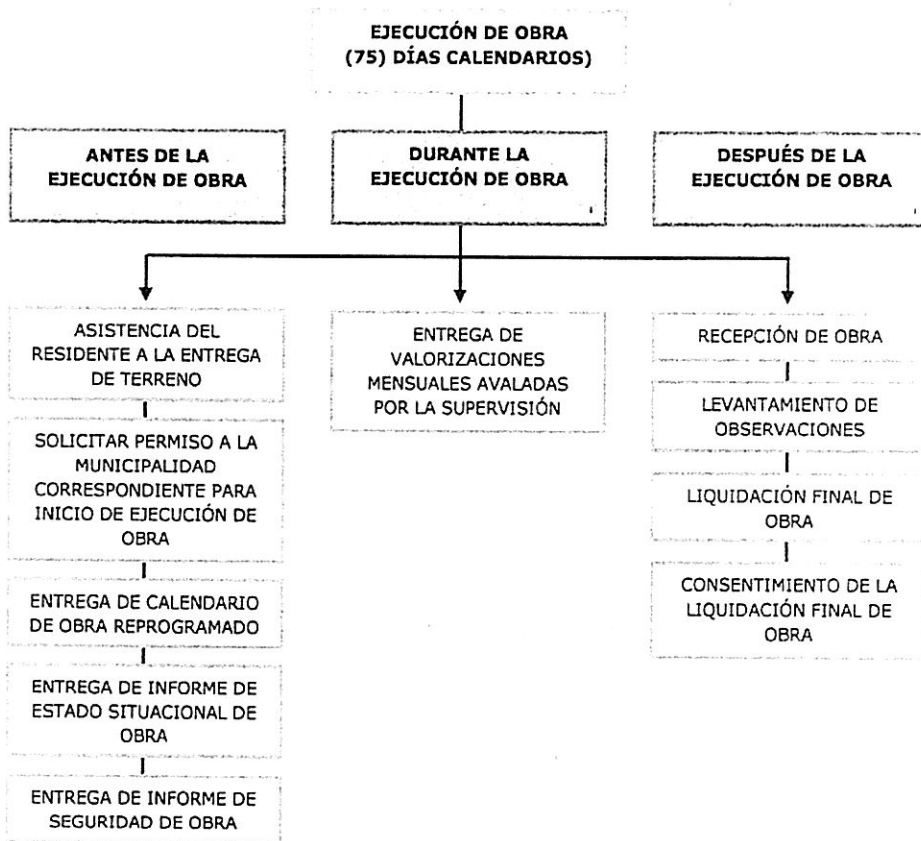 EJECUCIÓN DE OBRA
(75) DÍAS CALENDARIOS)
ANTES DE LA
EJECUCIÓN DE OBRA
DURANTE LA
EJECUCIÓN DE OBRA
DESPUÉS DE LA
EJECUCIÓN DE OBRA
ASISTENCIA DEL
RESIDENTE A LA ENTREGA
DE TERRENO
SOLICITAR PERMISO A LA
MUNICIPALIDAD
CORRESPONDIENTE PARA
INICIO DE EJECUCIÓN DE
OBRA
ENTREGA DE CALENDARIO
DE OBRA REPROGRAMADO
ENTREGA DE INFORME DE
ESTADO SITUACIONAL DE
OBRA
ENTREGA DE INFORME DE
SEGURIDAD DE OBRA
ENTREGA DE
VALORIZACIONES
MENSUALES AVALADAS
POR LA SUPERVISIÓN
RECEPCIÓN DE OBRA
LEVANTAMIENTO DE
OBSERVACIONES
LIQUIDACIÓN FINAL DE
OBRA
CONSENTIMIENTO DE LA
LIQUIDACIÓN FINAL DE
OBRA